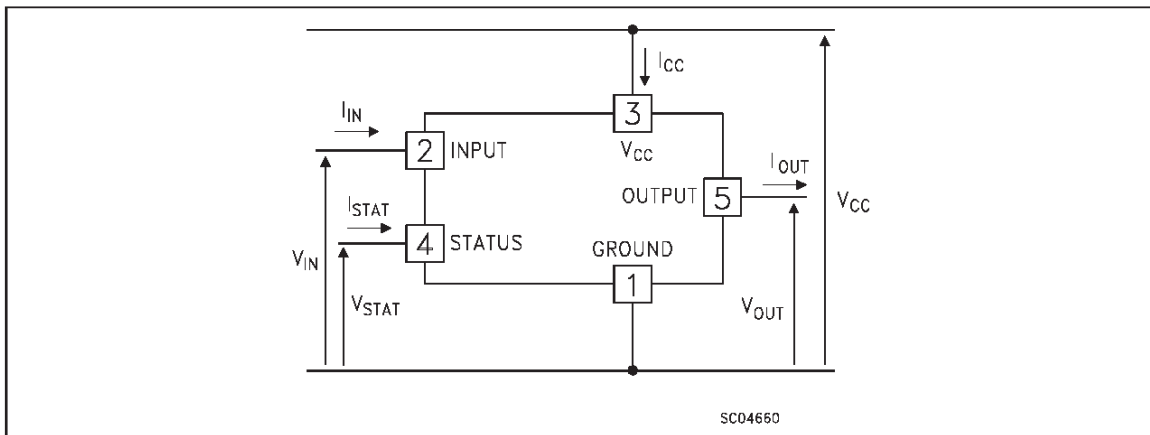 I_CC
I_IN
3
2 INPUT
V_CC
I_OUT
OUTPUT 5
V_CC
I_STAT
4 STATUS
GROUND
V_IN
1
V_STAT
V_OUT
SC04660